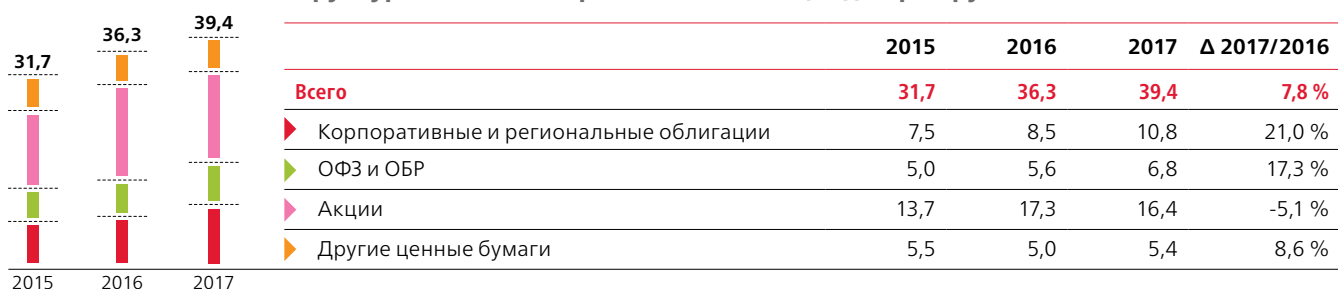 31,7
36,3
39,4
2015
2016
2017
2015 2016 2017 Δ 2017/2016
Всего 31,7 36,3 39,4 7,8 %
Корпоративные и региональные облигации 7,5 8,5 10,8 21,0 %
ОФЗ и ОБР 5,0 5,6 6,8 17,3 %
Акции 13,7 17,3 16,4 -5,1 %
Другие ценные бумаги 5,5 5,0 5,4 8,6 %